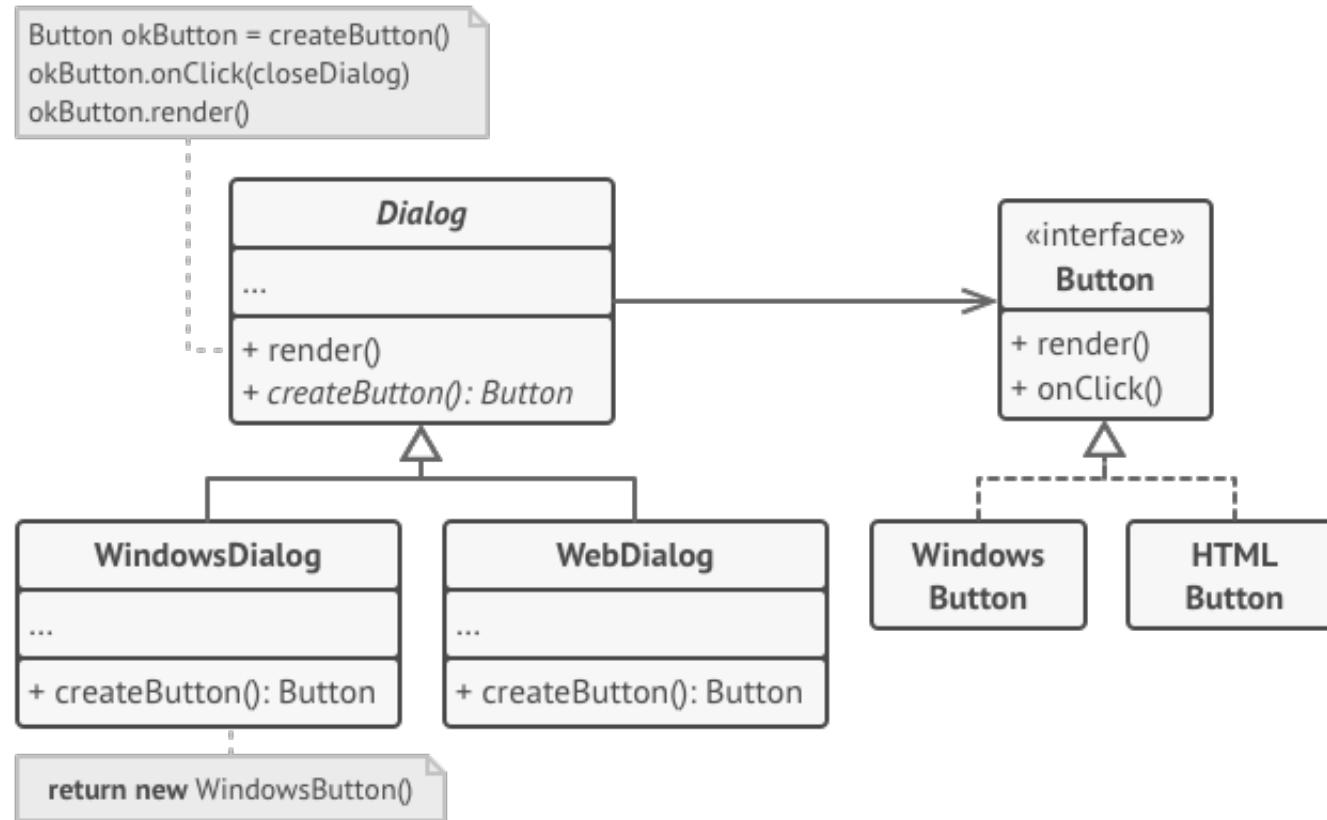 Button okButton = createButton()
okButton.onClick(closeDialog)
okButton.render()
Dialog
...
+ render()
+ createButton(): Button
«interface»
Button
+ render()
+ onClick()
WindowsDialog
...
+ createButton(): Button
WebDialog
...
+ createButton(): Button
Windows
Button
HTML
Button
return new WindowsButton()